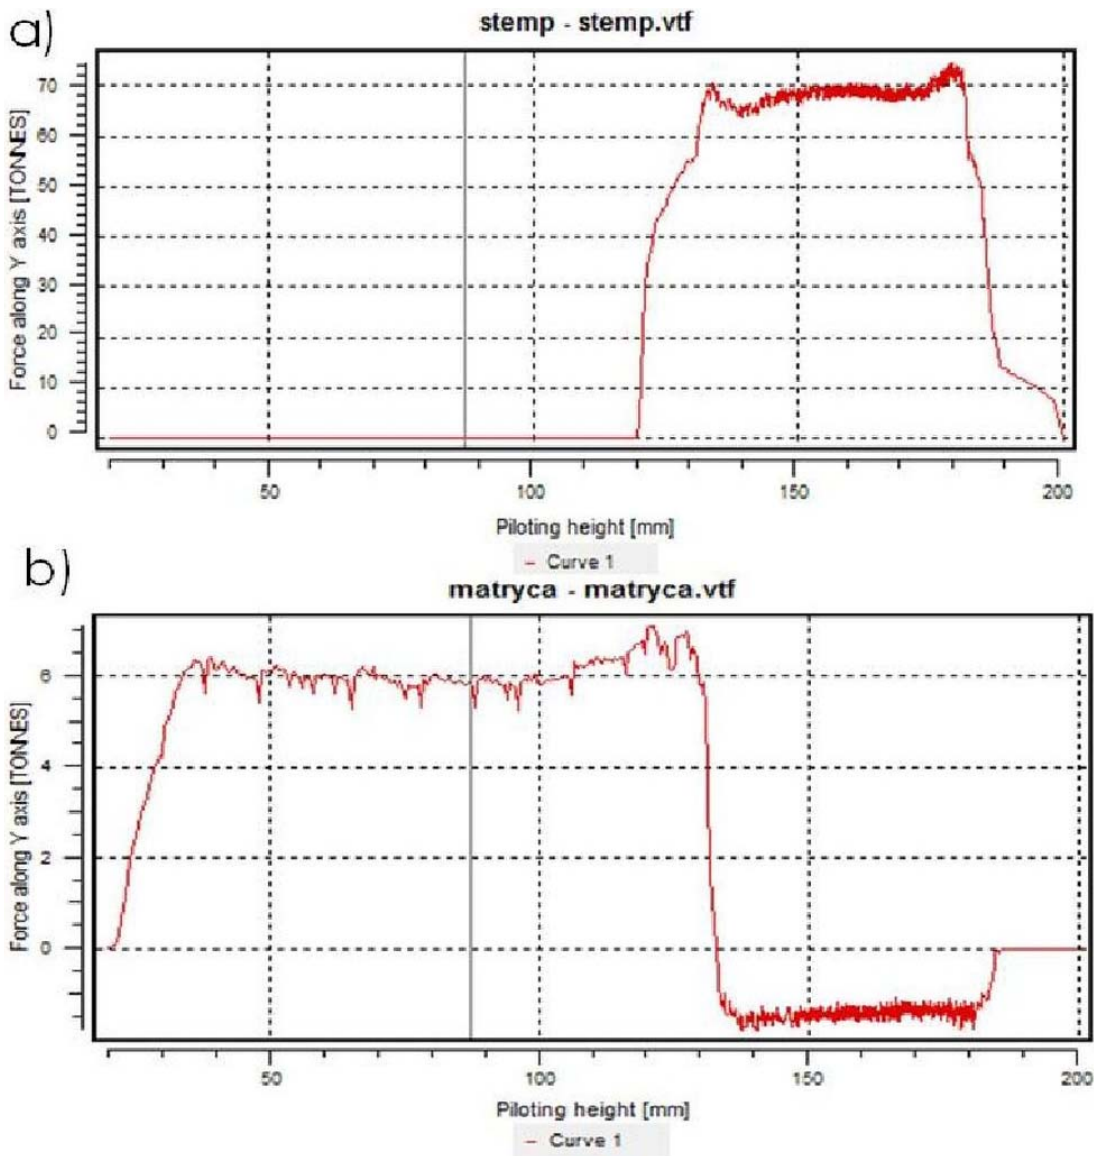 a)
stemp - stemp.vtf
Force along Y axis [TONNES]
70
60
50
40
30
20
10
0
50 100 150 200
Piloting height [mm]
Curve 1
b)
matryca - matryca.vtf
Force along Y axis [TONNES]
6
4
2
0
50 100 150 200
Piloting height [mm]
Curve 1